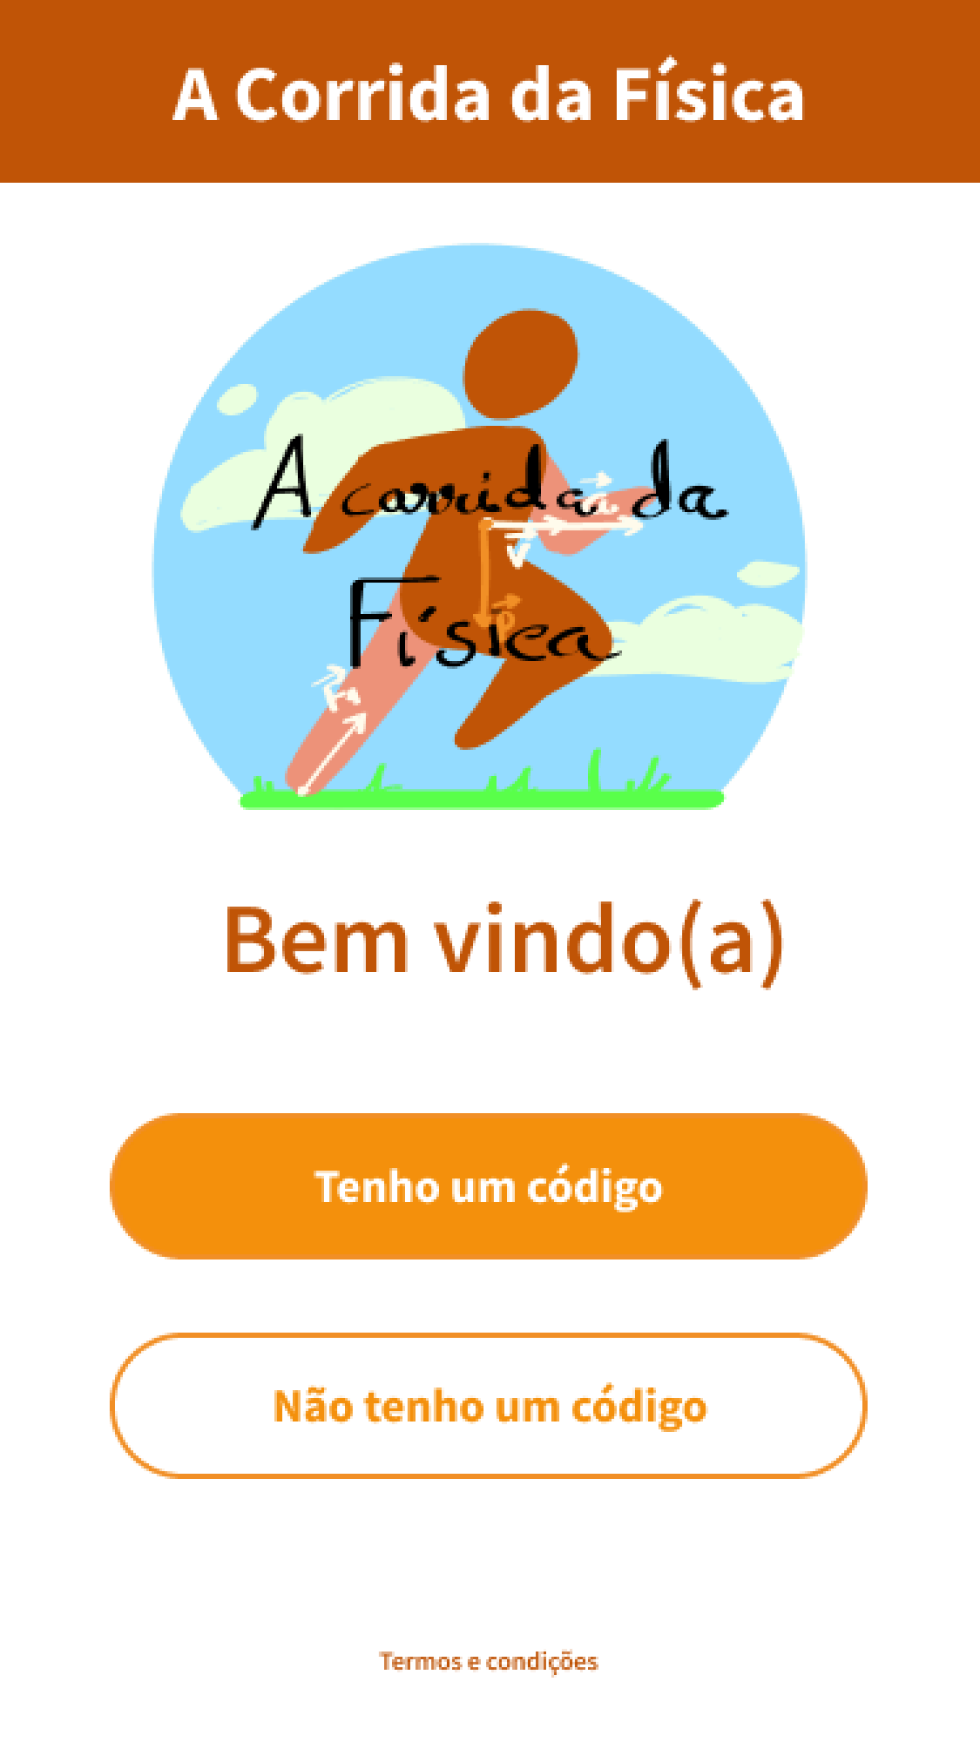 A Corrida da Física
A corrida da
a
v
Física
p
F
Bem vindo(a)
Tenho um código
Não tenho um código
Termos e condições